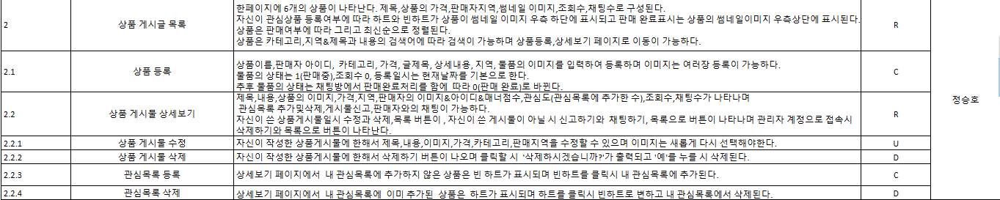 2
상품 게시글 목록
한페이지에 6개의 상품이 나타난다. 제목,상품의 가격,판매자지역,썸네일 이미지,조회수,채팅수로 구성된다.
자신이 관심상품 등록여부에 따라 하트와 빈하트가 상품이 썸네일 이미지 우측 하단에 표시되고 판매 완료표시는 상품의 썸네일이미지 우측상단에 표시된다.
상품은 판매여부에 따라 그리고 최신순으로 정렬된다.
상품은 카테고리,지역&제목과 내용의 검색어에 따라 검색이 가능하며 상품등록,상세보기 페이지로 이동이 가능하다.
R
2.1
상품 등록
상품이름,판매자 아이디, 카테고리, 가격, 글제목, 상세내용, 지역, 물품의 이미지를 입력하여 등록하며 이미지는 여러장 등록이 가능하다.
물품의 상태는 1(판매중),조회수 0, 등록일시는 현재날짜를 기본으로 한다.
추후 물품의 상태는 채팅방에서 판매완료처리를 함에 따라 0(판매 완료)로 바뀐다.
C
2.2
상품 게시물 상세보기
제목,내용,상품의 이미지,가격,지역,판매자의 이미지&아이디&매너점수,관심도(관심목록에 추가한 수),조회수,채팅수가 나타나며
관심목록 추가및삭제,게시물신고,판매자와의 채팅이 가능하다.
자신이 쓴 상품게시물일시 수정과 삭제,목록 버튼이 , 자신이 쓴 게시물이 아닐 시 신고하기와 채팅하기, 목록으로 버튼이 나타나며 관리자 계정으로 접속시
삭제하기와 목록으로 버튼이 나타난다.
R
정승호
2.2.1
상품 게시물 수정
자신이 작성한 상품게시물에 한해서 제목,내용,이미지,가격,카테고리,판매지역을 수정할 수 있으며 이미지는 새롭게 다시 선택해야한다.
U
2.2.2
상품 게시물 삭제
자신이 작성한 상품게시물에 한해서 삭제하기 버튼이 나오며 클릭할 시 '삭제하시겠습니까?'가 출력되고 '예'를 누를 시 삭제된다.
D
2.2.3
관심목록 등록
상세보기 페이지에서 내 관심목록에 추가하지 않은 상품은 빈 하트가 표시되며 빈하트를 클릭시 내 관심목록에 추가된다.
C
2.2.4
관심목록 삭제
상세보기 페이지에서 내 관심목록에 이미 추가된 상품은 하트가 표시되며 하트를 클릭시 빈하트로 변하고 내 관심목록에서 삭제된다.
D